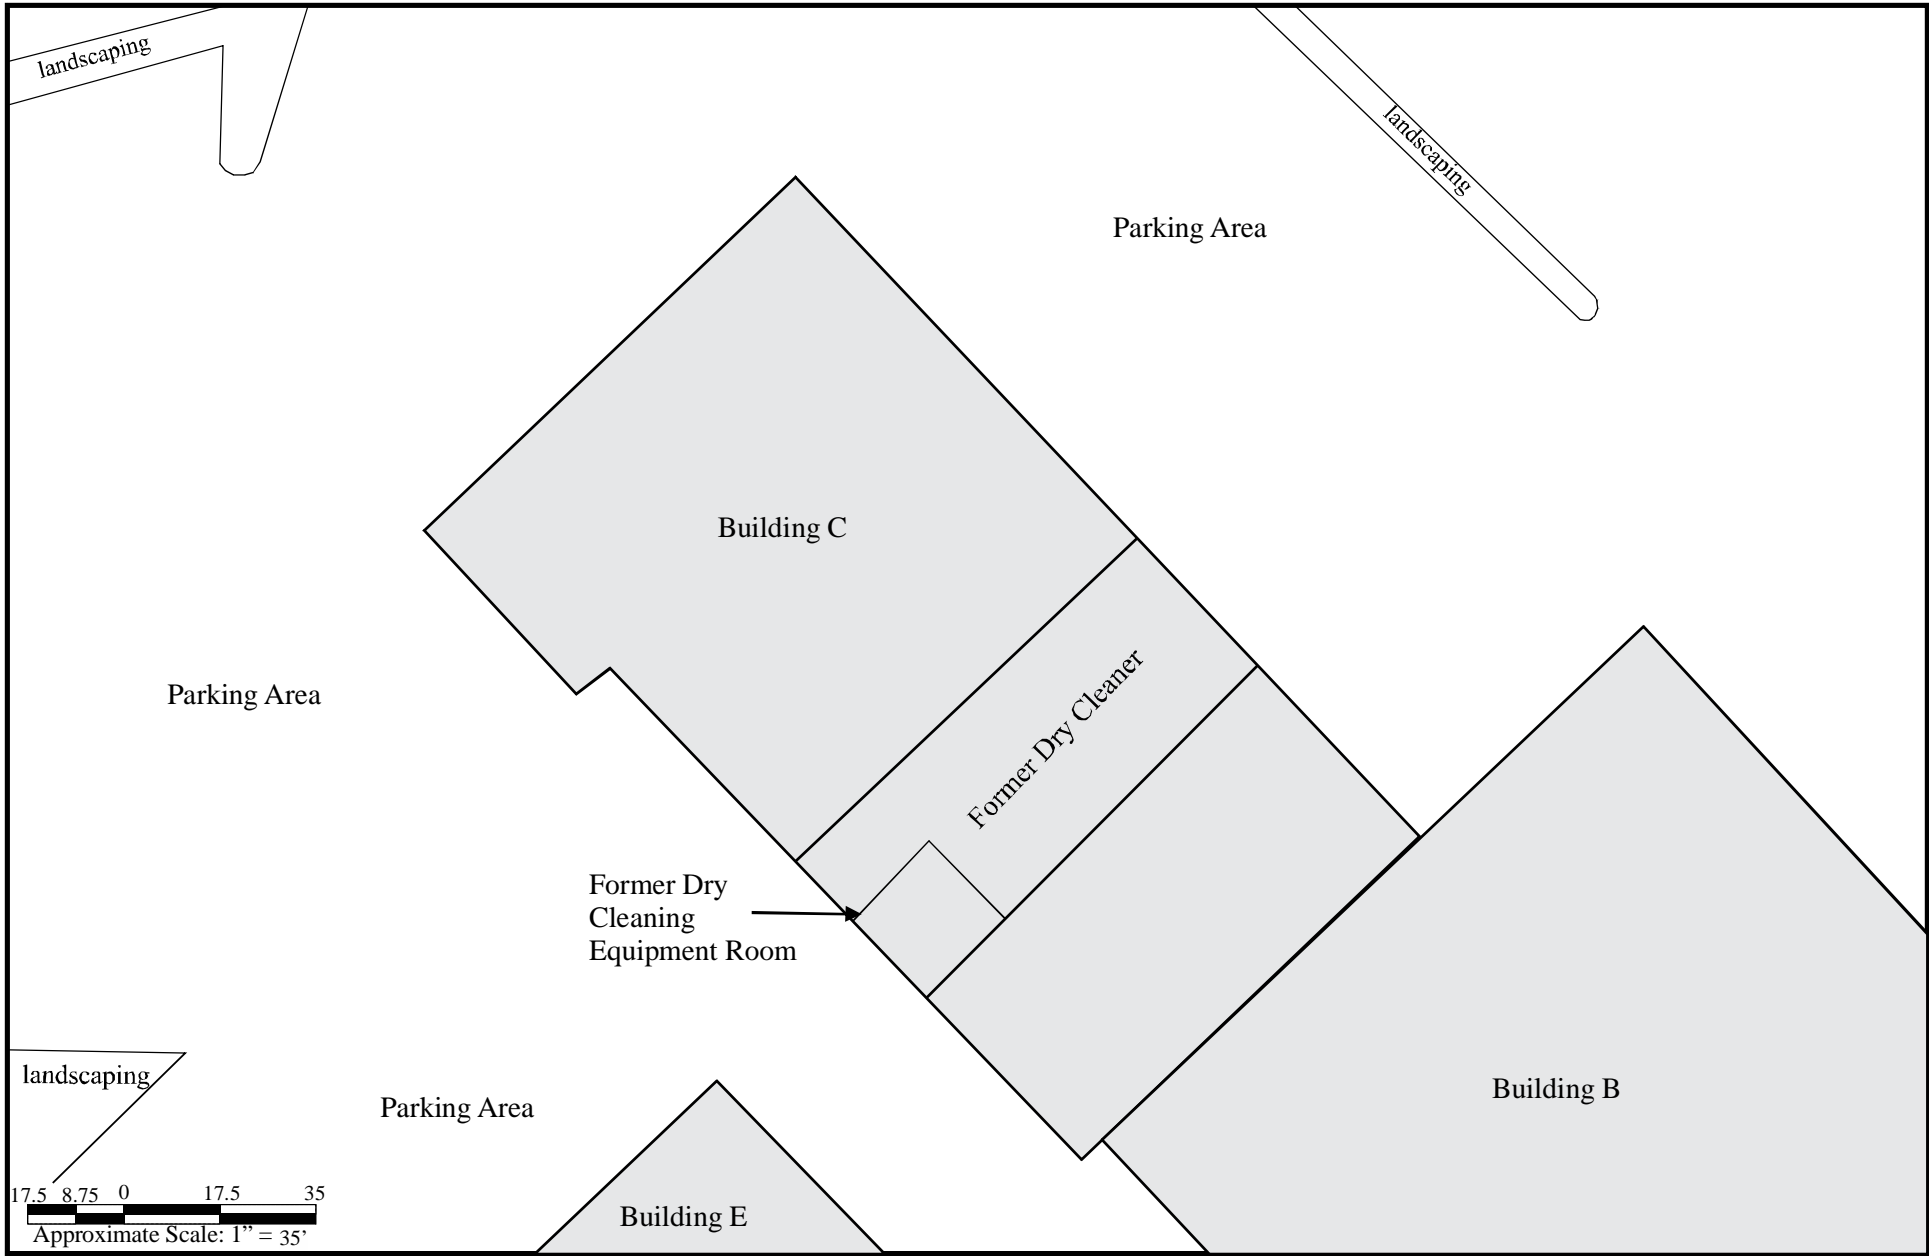 landscaping
landscaping
Parking Area
Building C
Former Dry Cleaner
Parking Area
Former Dry
Cleaning
Equipment Room
landscaping
Parking Area
Building B
17.5 8.75 0 17.5 35
Approximate Scale: 1” = 35’
Building E